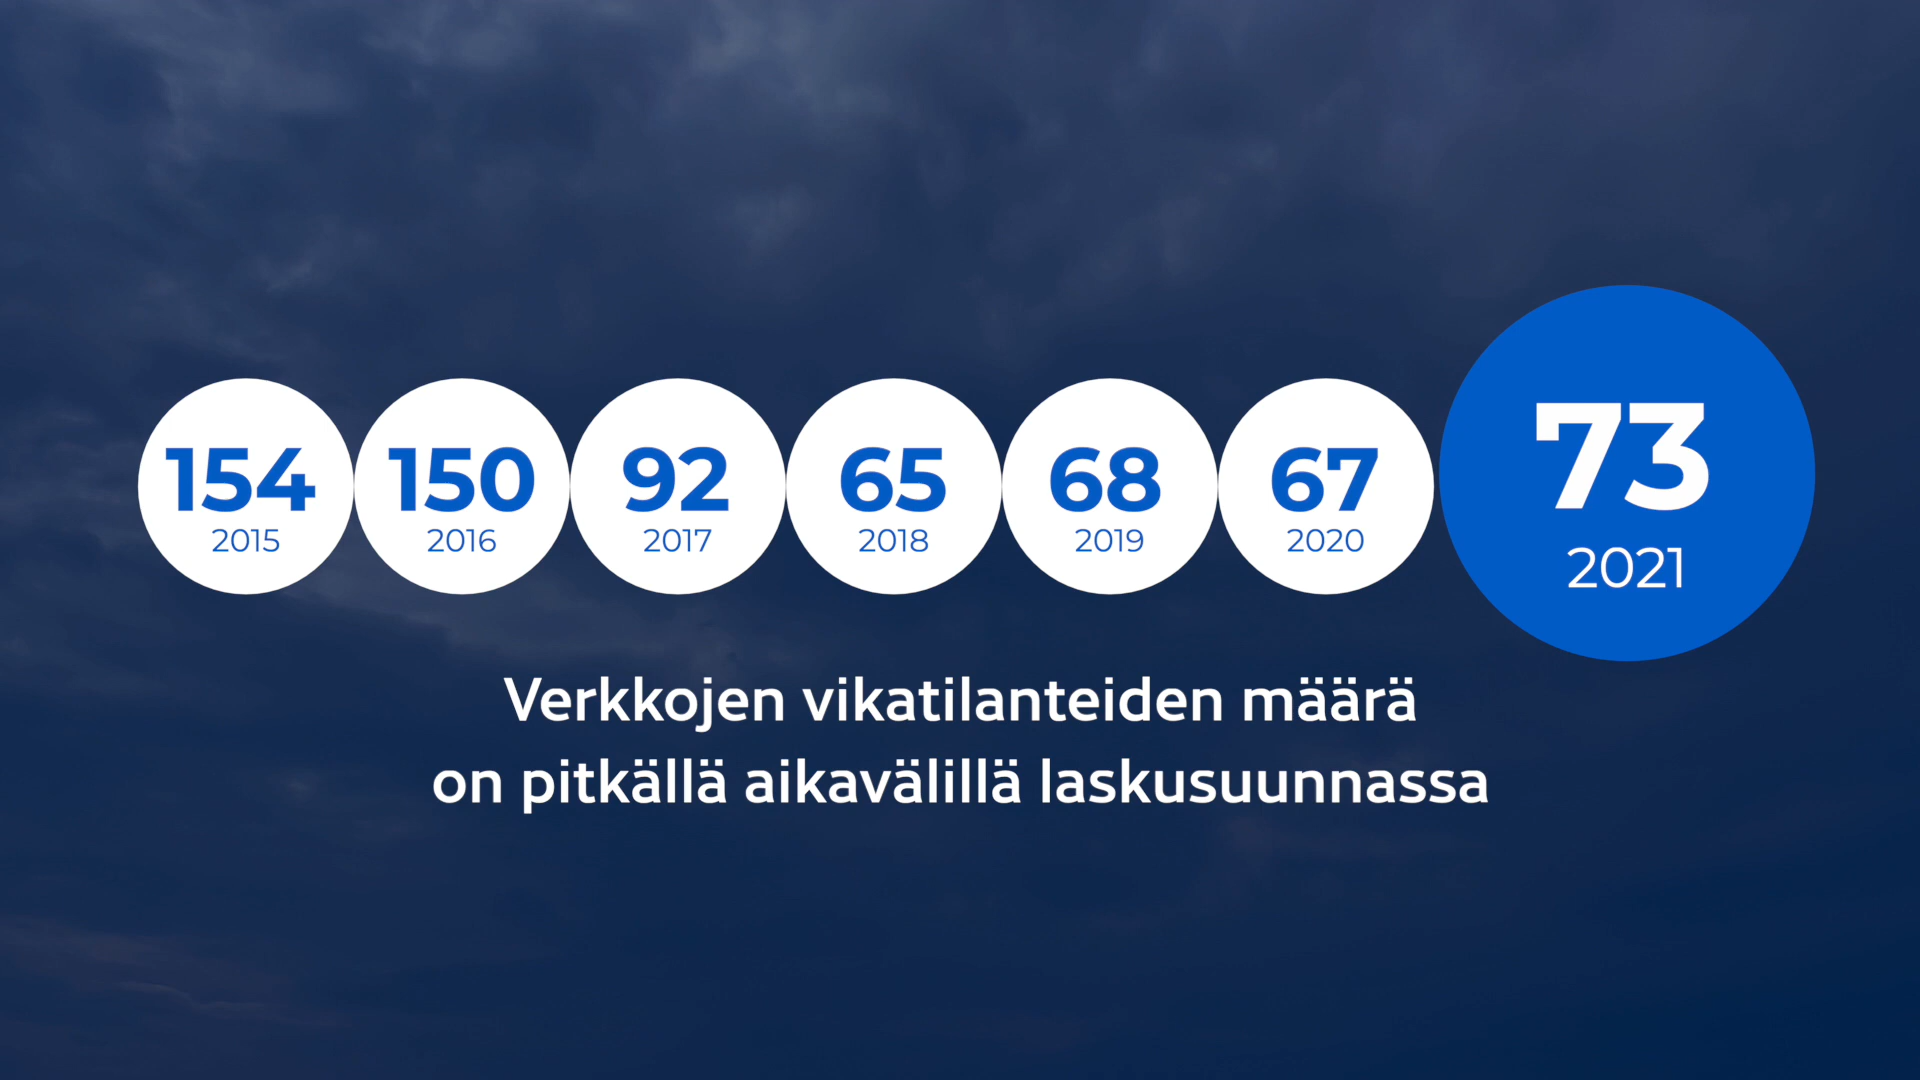 154 150 92 65 68 67 73
2015 2016 2017 2018 2019 2020 2021
Verkkojen vikatilanteiden määrä
on pitkällä aikavälillä laskusuunnassa